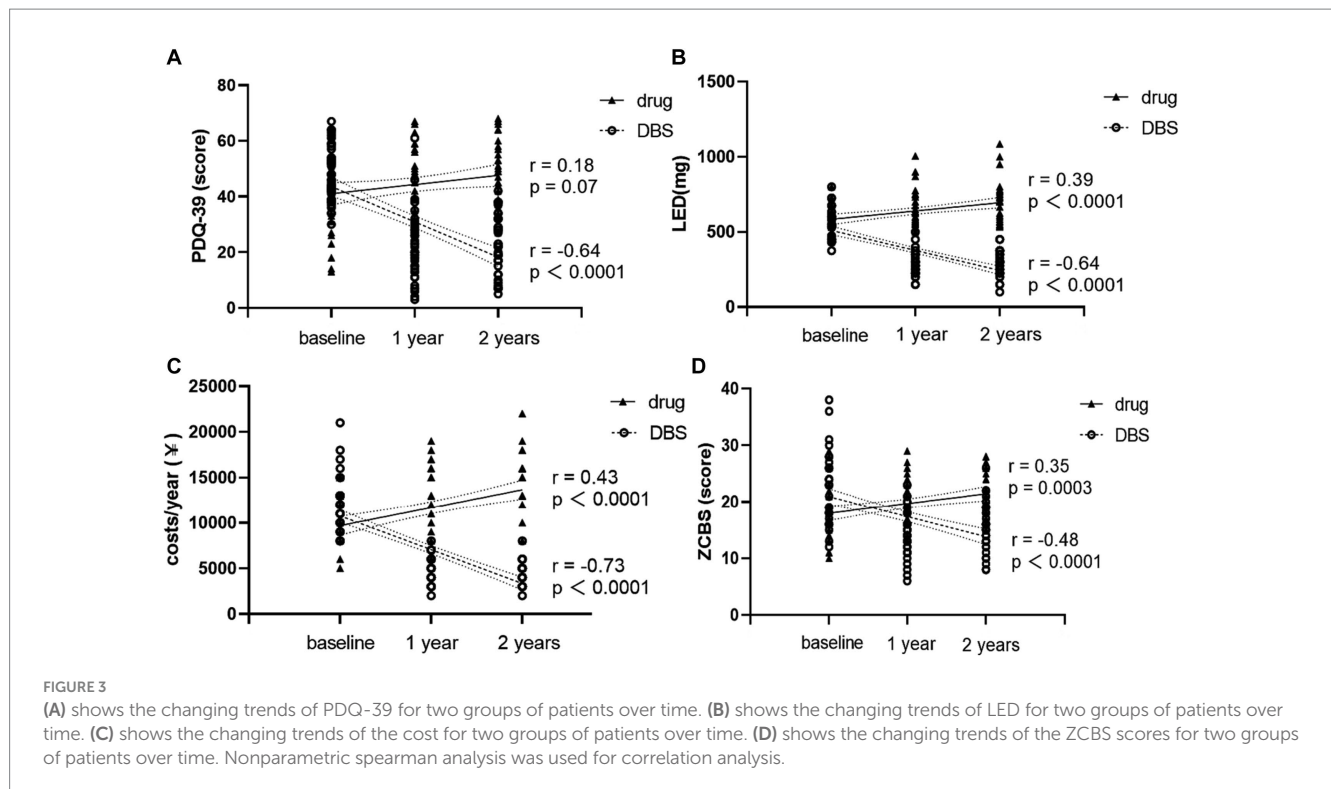 A
80
60
40
20
0
PDQ-39 (score)
baseline
1 year
2 years
drug
DBS
r = 0.18
p = 0.07
r = -0.64
p < 0.0001
B
1500
1000
500
0
LED(mg)
baseline
1 year
2 years
drug
DBS
r = 0.39
p < 0.0001
r = -0.64
p < 0.0001
C
25000
20000
15000
10000
5000
0
costs/year (¥)
baseline
1 year
2 years
drug
DBS
r = 0.43
p < 0.0001
r = -0.73
p < 0.0001
D
40
30
20
10
0
ZCBS (score)
baseline
1 year
2 years
drug
DBS
r = 0.35
p = 0.0003
r = -0.48
p < 0.0001
FIGURE 3
(A) shows the changing trends of PDQ-39 for two groups of patients over time. (B) shows the changing trends of LED for two groups of patients over
time. (C) shows the changing trends of the cost for two groups of patients over time. (D) shows the changing trends of the ZCBS scores for two groups
of patients over time. Nonparametric spearman analysis was used for correlation analysis.